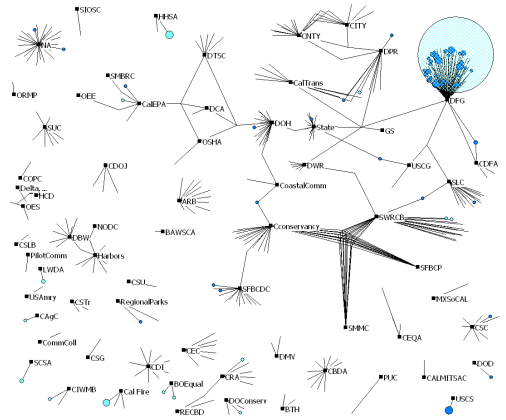 SIOSC
HHSA
CITY
CNTY
NA
DTSC
DPR
SMBRC
CalTrans
ORMP
OEE
CalEPA
DCA
DFG
SUC
DOH
State
GS
OSHA
CDOJ
DWR
USCG
CDFA
COPC
Delta, ...
HCD
OES
ARB
CoastalComm
SLC
NODC
SWRCB
DBW
BAWSCA
Cconservancy
CSLB
PilotComm
Harbors
LWDA
SFBCP
CSU
SFBCDC
USAmry
CSTr
RegionalParks
MXSoCAL
CAgC
SMMC
CSC
CommColl
CEQA
CEC
CSG
DMV
SCSA
CDI
CRA
CBDA
DOD
PUC
CALMITSAC
BOEqual
CIWMB
Cal Fire
DOConserv
USCS
RECBD
BTH